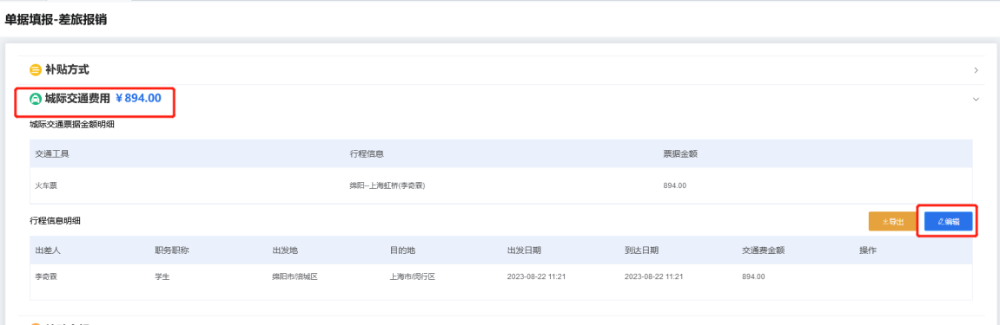 单据填报-差旅报销
补贴方式
城际交通费用 ￥894.00
城际交通票据金额明细
交通工具 行程信息 票据金额
火车票 绵阳--上海虹桥(李奇霖) 894.00
行程信息明细 导出 编辑
出差人 职务职称 出发地 目的地 出发日期 到达日期 交通费金额 操作
李奇霖 学生 绵阳市/涪城区 上海市/闵行区 2023-08-22 11:21 2023-08-22 11:21 894.00